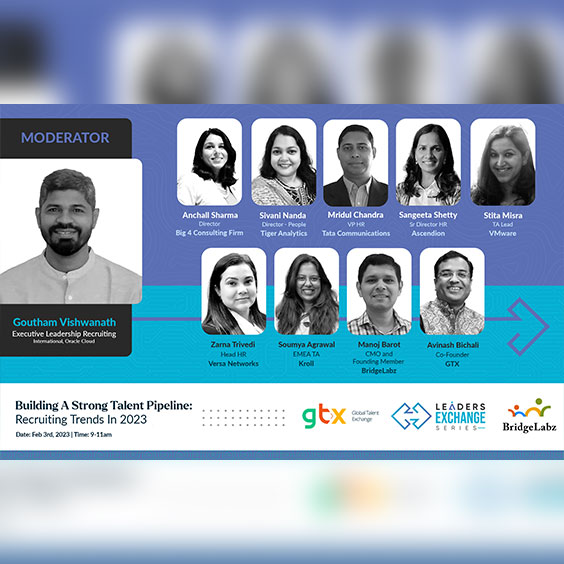 MODERATOR
Goutham Vishwanath
Executive Leadership Recruiting
International, Oracle Cloud
Anchall Sharma
Director
Big 4 Consulting Firm
Sivani Nanda
Director - People
Tiger Analytics
Mridul Chandra
VP HR
Tata Communications
Sangeeta Shetty
Sr Director HR
Ascendion
Stita Misra
TA Lead
VMware
Zarna Trivedi
Head HR
Versa Networks
Soumya Agrawal
EMEA TA
Kroll
Manoj Barot
CMO and
Founding Member
BridgeLabz
Avinash Bichali
Co-Founder
GTX
Building A Strong Talent Pipeline:
Recruiting Trends In 2023
Date: Feb 3rd, 2023 | Time: 9-11am
gtx
Global Talent
Exchange
LEADERS
EXCHANGE
SERIES
BridgeLabz